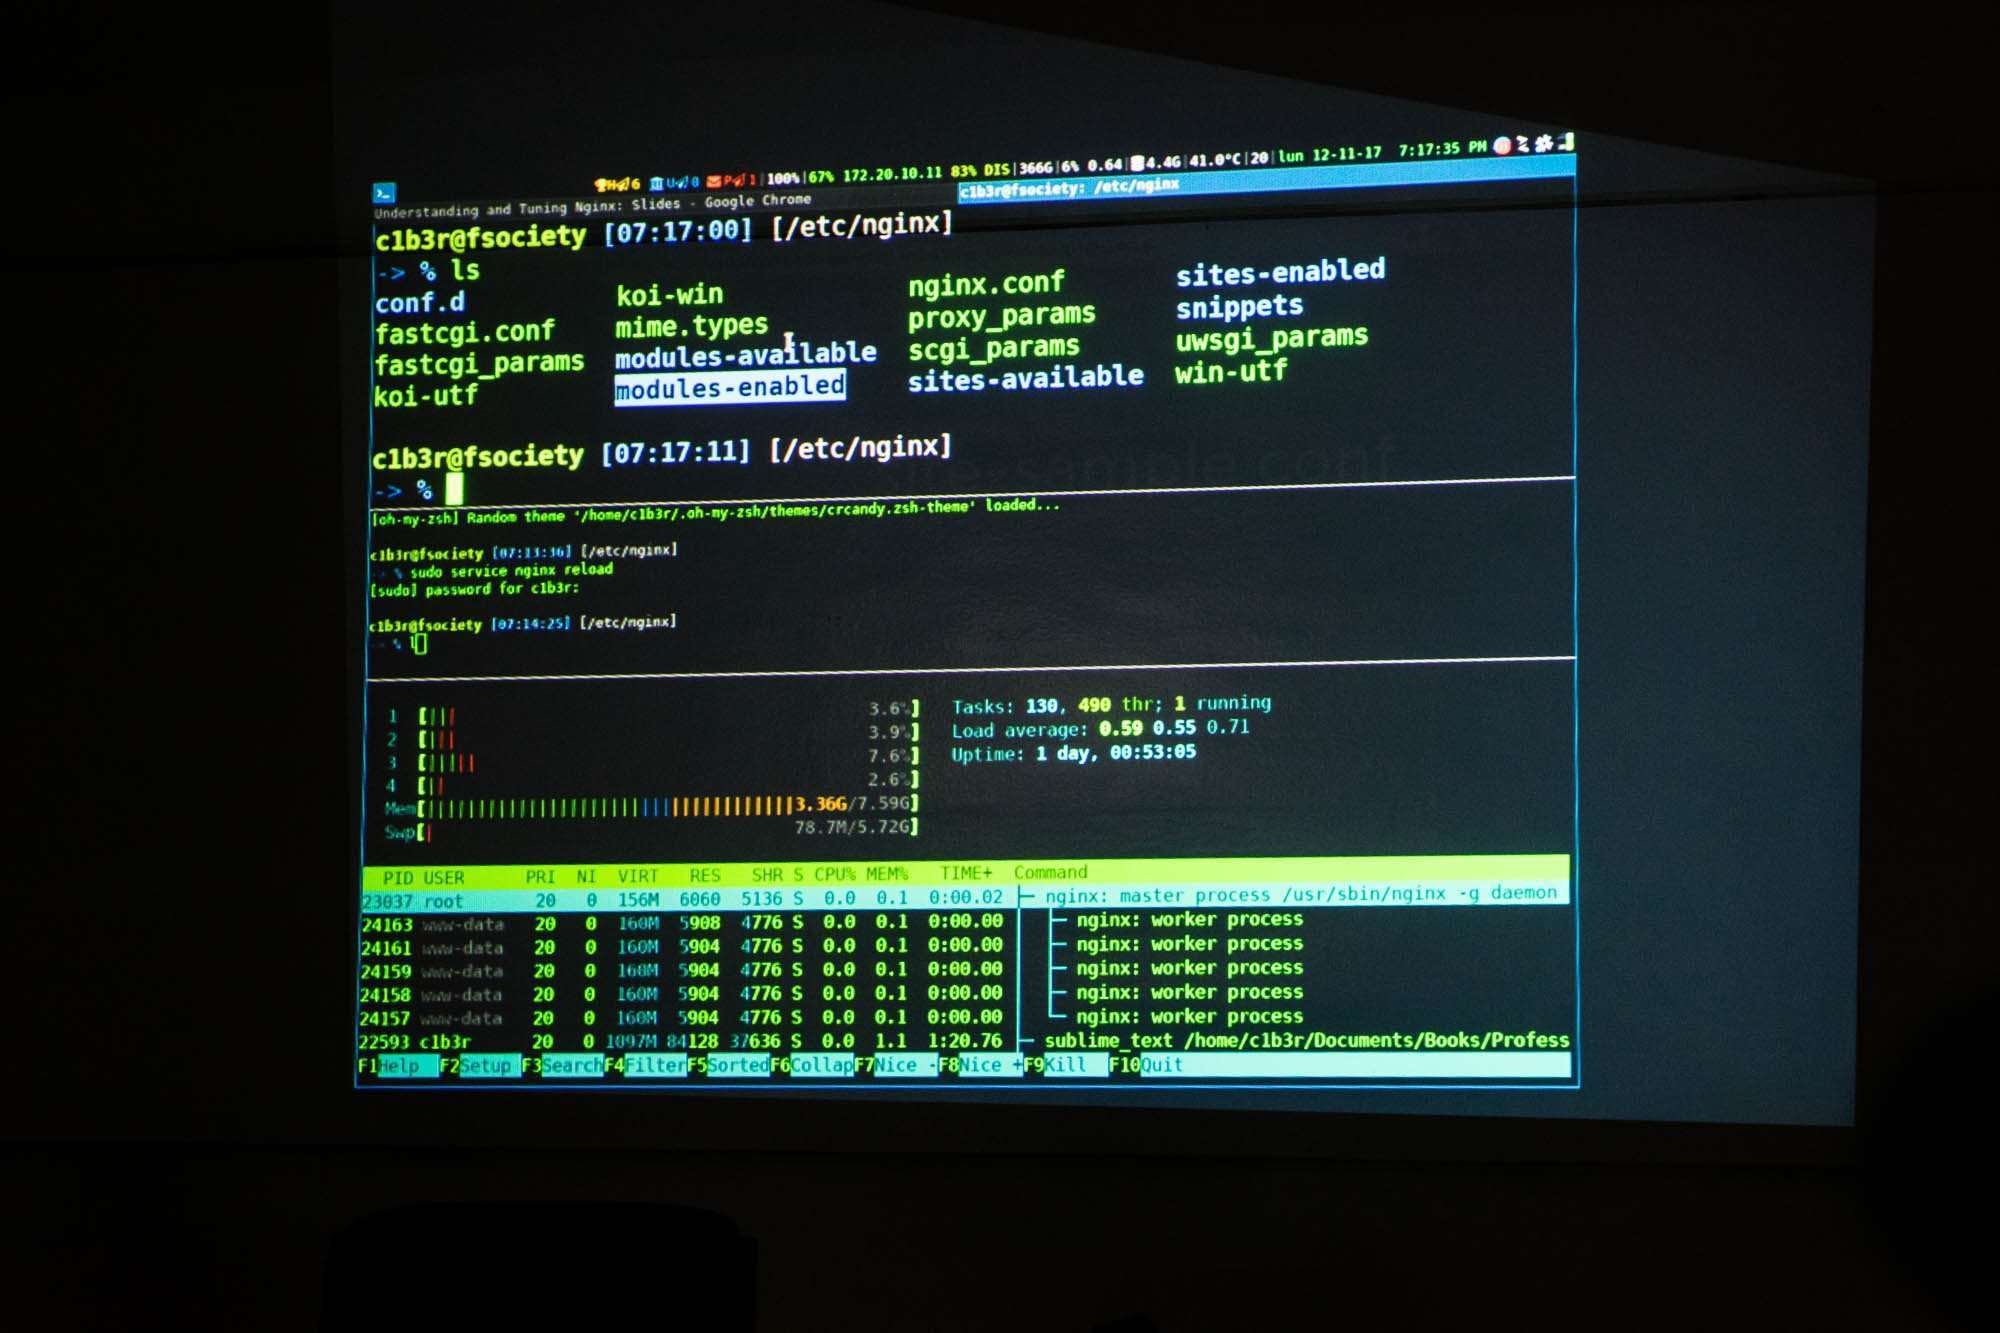 H 6 U 0 P 1 | 100% | 67% 172.20.10.11 83% DIS | 366G | 6% 0.64 | 4.4G | 41.0°C | 20 | lun 12-11-17 7:17:35 PM
Understanding and Tuning Nginx: Slides - Google Chrome c1b3r@fsociety: /etc/nginx
c1b3r@fsociety [07:17:00] [/etc/nginx]
-> % ls
conf.d koi-win nginx.conf sites-enabled
fastcgi.conf mime.types proxy_params snippets
fastcgi_params modules-available scgi_params uwsgi_params
koi-utf modules-enabled sites-available win-utf
c1b3r@fsociety [07:17:11] [/etc/nginx]
-> %
[oh-my-zsh] Random theme '/home/c1b3r/.oh-my-zsh/themes/crcandy.zsh-theme' loaded...
c1b3r@fsociety [07:13:36] [/etc/nginx]
-> % sudo service nginx reload
[sudo] password for c1b3r:
c1b3r@fsociety [07:14:25] [/etc/nginx]
-> % l
1 [||| 3.6%] Tasks: 130, 490 thr; 1 running
2 [||| 3.9%] Load average: 0.59 0.55 0.71
3 [||||| 7.6%] Uptime: 1 day, 00:53:05
4 [|| 2.6%]
Mem[||||||||||||||||||||||||||||||||3.36G/7.59G]
Swp[| 78.7M/5.72G]
PID USER PRI NI VIRT RES SHR S CPU% MEM% TIME+ Command
23037 root 20 0 156M 6060 5136 S 0.0 0.1 0:00.02 ├─ nginx: master process /usr/sbin/nginx -g daemon
24163 www-data 20 0 160M 5908 4776 S 0.0 0.1 0:00.00 │ ├─ nginx: worker process
24161 www-data 20 0 160M 5904 4776 S 0.0 0.1 0:00.00 │ ├─ nginx: worker process
24159 www-data 20 0 160M 5904 4776 S 0.0 0.1 0:00.00 │ ├─ nginx: worker process
24158 www-data 20 0 160M 5904 4776 S 0.0 0.1 0:00.00 │ ├─ nginx: worker process
24157 www-data 20 0 160M 5904 4776 S 0.0 0.1 0:00.00 │ └─ nginx: worker process
22593 c1b3r 20 0 1097M 84128 37636 S 0.0 1.1 1:20.76 ├─ sublime_text /home/c1b3r/Documents/Books/Profess
F1Help F2Setup F3SearchF4FilterF5SortedF6CollapF7Nice -F8Nice +F9Kill F10Quit